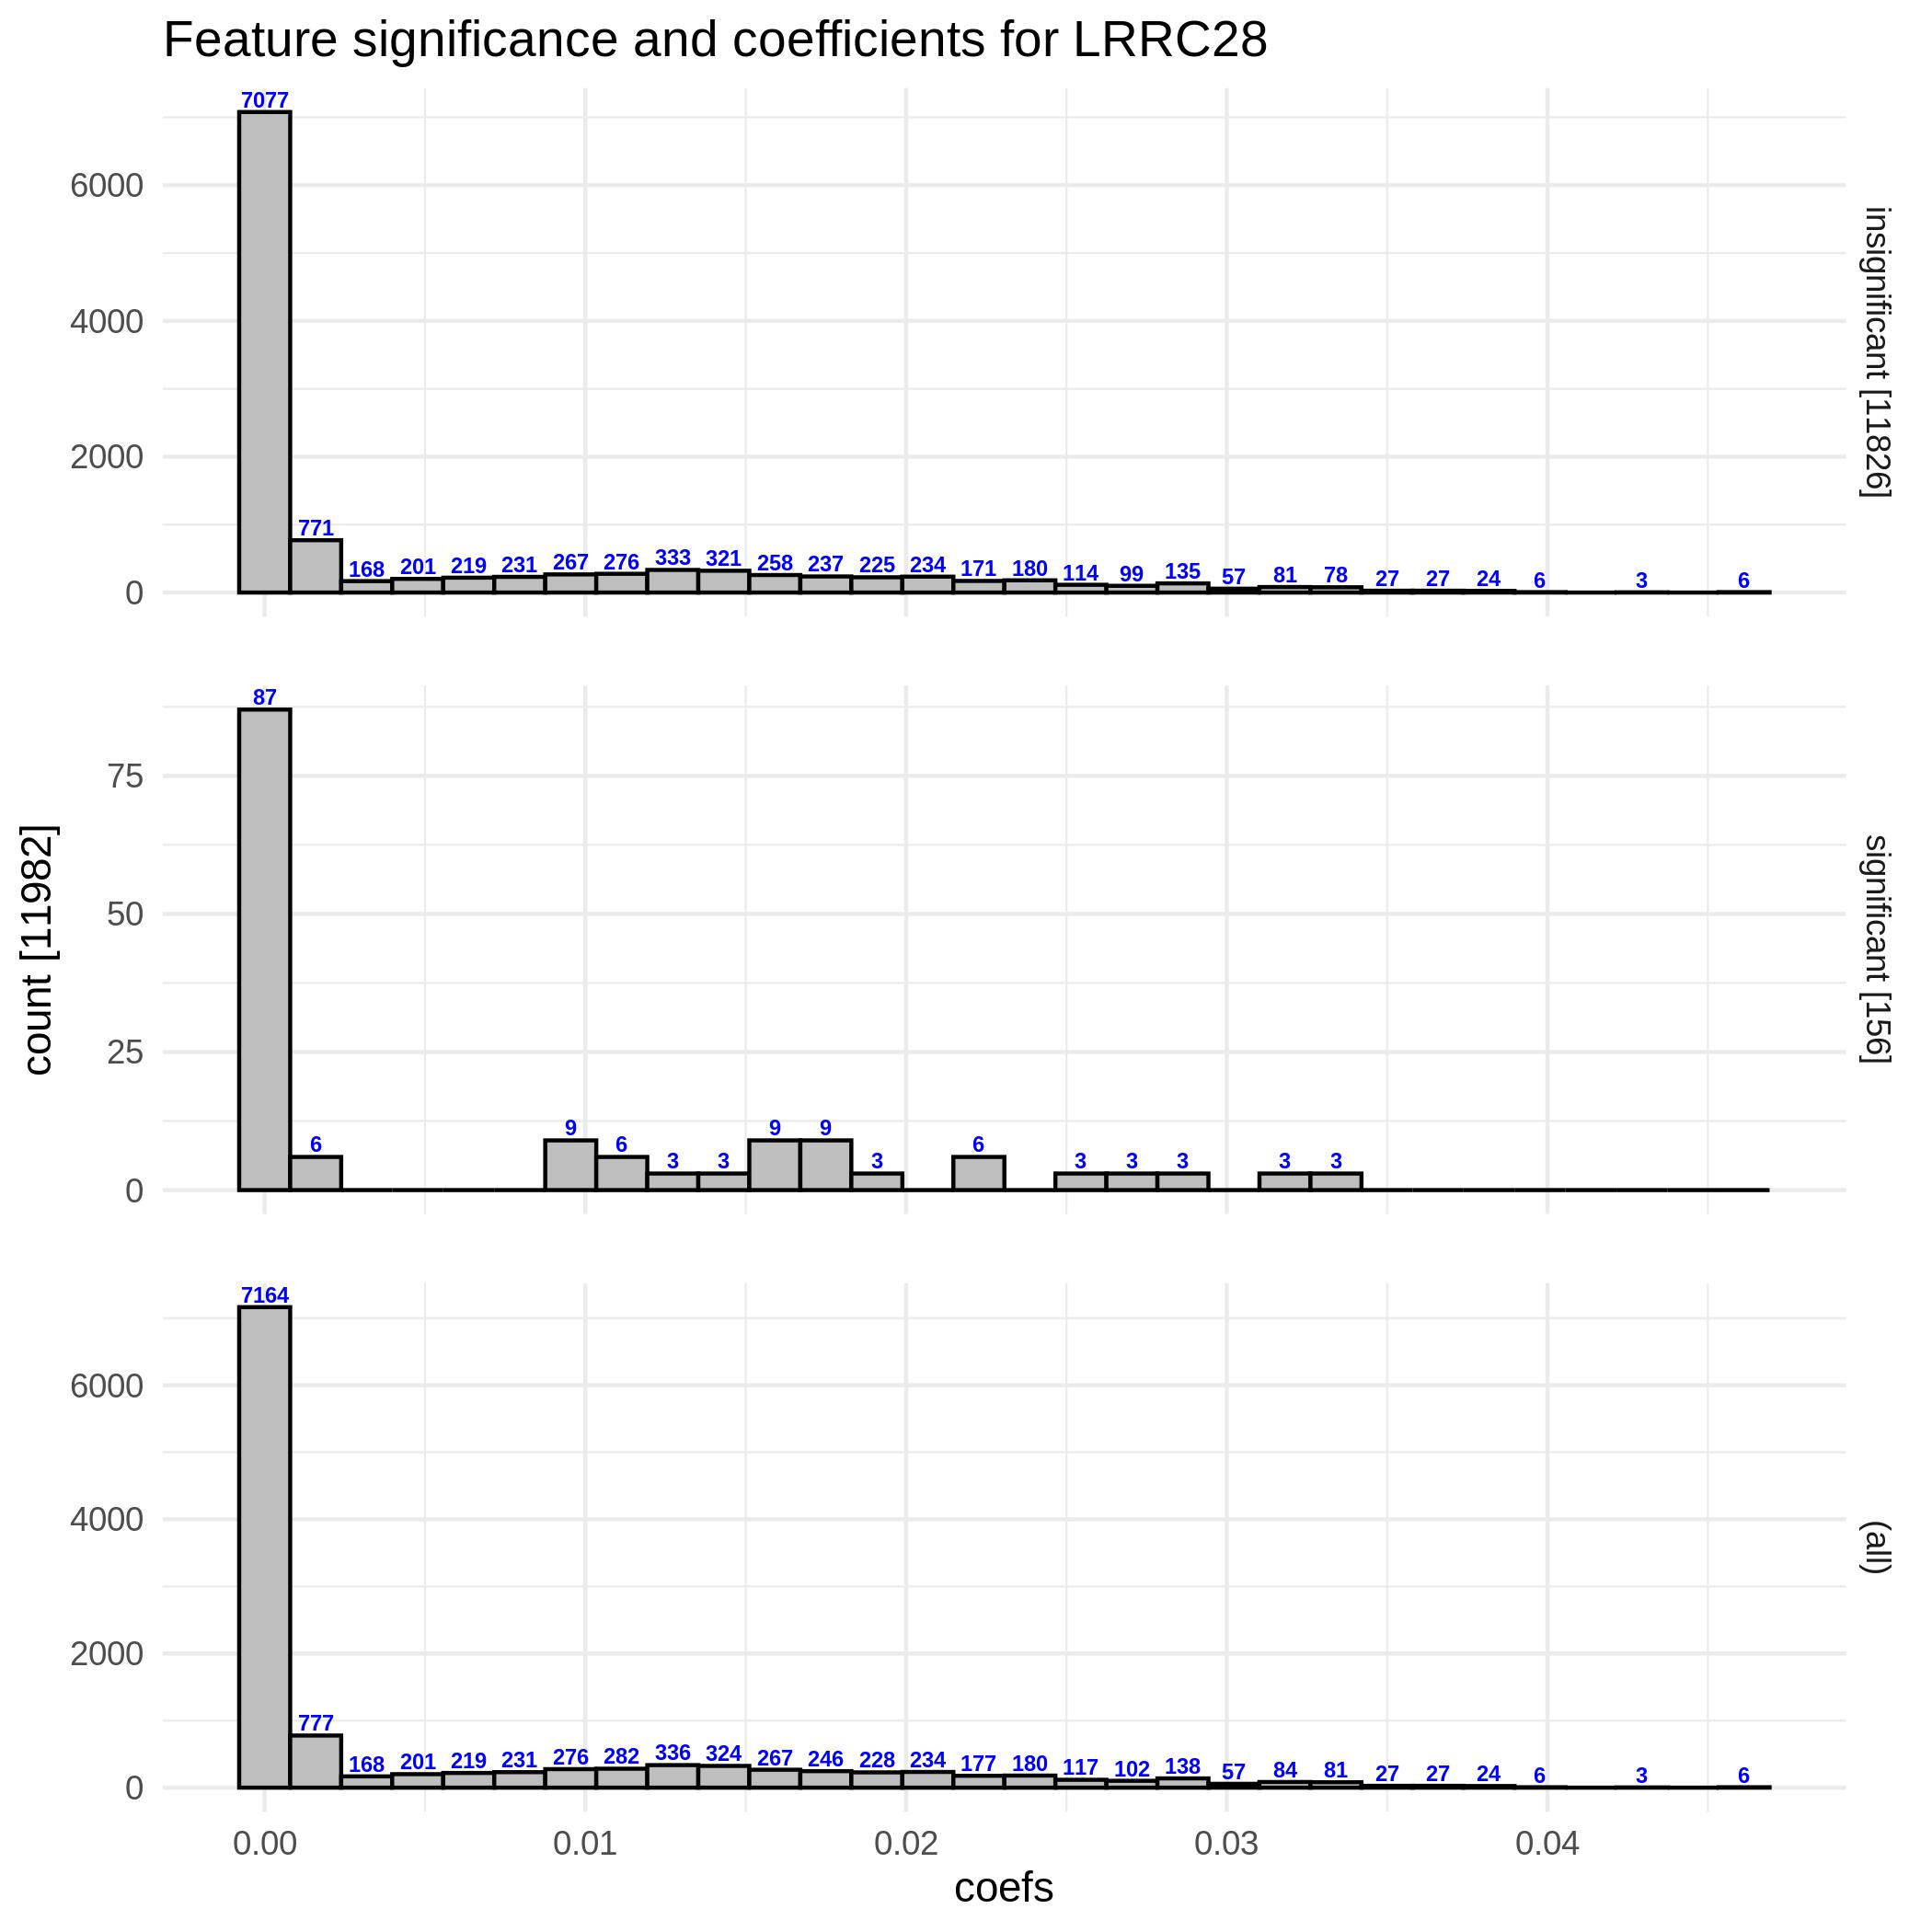 Feature significance and coefficients for LRRC28
count [11982]
7077
771 168 201 219 231 267 276 333 321 258 237 225 234 171 180 114 99 135 57 81 78 27 27 24 6 3 6
6000
4000
2000
0
insignificant [11826]
87
6 9 6 3 3 9 9 3 6 3 3 3 3 3
75
50
25
0
significant [156]
7164
777 168 201 219 231 276 282 336 324 267 246 228 234 177 180 117 102 138 57 84 81 27 27 24 6 3 6
6000
4000
2000
0
(all)
0.00 0.01 0.02 0.03 0.04
coefs